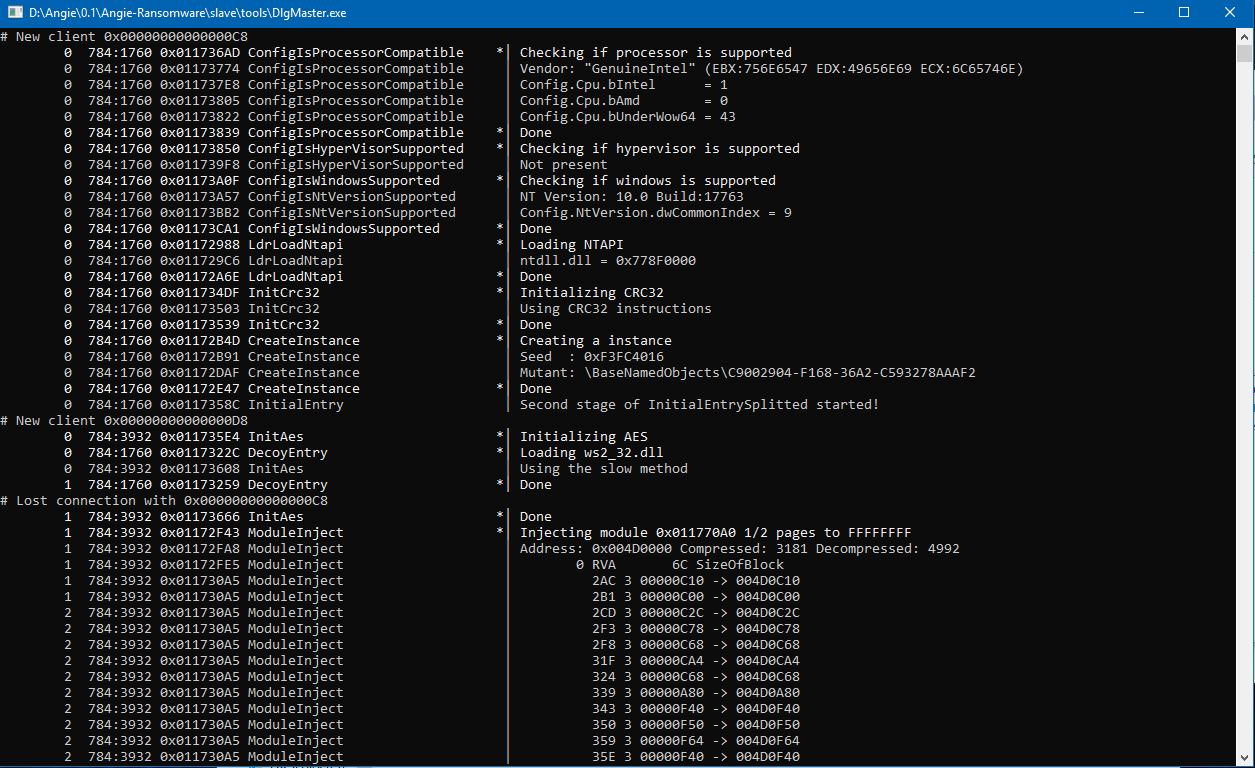 D:\Angie\0.1\Angie-Ransomware\slave\tools\DlgMaster.exe
# New client 0x00000000000000C8
0 784:1760 0x011736AD ConfigIsProcessorCompatible *| Checking if processor is supported
0 784:1760 0x01173774 ConfigIsProcessorCompatible | Vendor: "GenuineIntel" (EBX:756E6547 EDX:49656E69 ECX:6C65746E)
0 784:1760 0x011737E8 ConfigIsProcessorCompatible | Config.Cpu.bIntel = 1
0 784:1760 0x01173805 ConfigIsProcessorCompatible | Config.Cpu.bAmd = 0
0 784:1760 0x01173822 ConfigIsProcessorCompatible | Config.Cpu.bUnderWow64 = 43
0 784:1760 0x01173839 ConfigIsProcessorCompatible *| Done
0 784:1760 0x01173850 ConfigIsHyperVisorSupported *| Checking if hypervisor is supported
0 784:1760 0x011739F8 ConfigIsHyperVisorSupported | Not present
0 784:1760 0x01173A0F ConfigIsWindowsSupported *| Checking if windows is supported
0 784:1760 0x01173A57 ConfigIsNtVersionSupported | NT Version: 10.0 Build:17763
0 784:1760 0x01173BB2 ConfigIsNtVersionSupported | Config.NtVersion.dwCommonIndex = 9
0 784:1760 0x01173CA1 ConfigIsWindowsSupported *| Done
0 784:1760 0x01172988 LdrLoadNtapi *| Loading NTAPI
0 784:1760 0x011729C6 LdrLoadNtapi | ntdll.dll = 0x778F0000
0 784:1760 0x01172A6E LdrLoadNtapi *| Done
0 784:1760 0x011734DF InitCrc32 *| Initializing CRC32
0 784:1760 0x01173503 InitCrc32 | Using CRC32 instructions
0 784:1760 0x01173539 InitCrc32 *| Done
0 784:1760 0x01172B4D CreateInstance *| Creating a instance
0 784:1760 0x01172B91 CreateInstance | Seed : 0xF3FC4016
0 784:1760 0x01172DAF CreateInstance | Mutant: \BaseNamedObjects\C9002904-F168-36A2-C593278AAAF2
0 784:1760 0x01172E47 CreateInstance *| Done
0 784:1760 0x0117358C InitialEntry | Second stage of InitialEntrySplitted started!
# New client 0x00000000000000D8
0 784:3932 0x011735E4 InitAes *| Initializing AES
0 784:1760 0x0117322C DecoyEntry *| Loading ws2_32.dll
0 784:3932 0x01173608 InitAes | Using the slow method
1 784:1760 0x01173259 DecoyEntry *| Done
# Lost connection with 0x00000000000000C8
1 784:3932 0x01173666 InitAes *| Done
1 784:3932 0x01172F43 ModuleInject *| Injecting module 0x011770A0 1/2 pages to FFFFFFFF
1 784:3932 0x01172FA8 ModuleInject | Address: 0x004D0000 Compressed: 3181 Decompressed: 4992
1 784:3932 0x01172FE5 ModuleInject | 0 RVA 6C SizeOfBlock
1 784:3932 0x011730A5 ModuleInject | 2AC 3 00000C10 -> 004D0C10
1 784:3932 0x011730A5 ModuleInject | 2B1 3 00000C00 -> 004D0C00
2 784:3932 0x011730A5 ModuleInject | 2CD 3 00000C2C -> 004D0C2C
2 784:3932 0x011730A5 ModuleInject | 2F3 3 00000C78 -> 004D0C78
2 784:3932 0x011730A5 ModuleInject | 2F8 3 00000C68 -> 004D0C68
2 784:3932 0x011730A5 ModuleInject | 31F 3 00000CA4 -> 004D0CA4
2 784:3932 0x011730A5 ModuleInject | 324 3 00000C68 -> 004D0C68
2 784:3932 0x011730A5 ModuleInject | 339 3 00000A80 -> 004D0A80
2 784:3932 0x011730A5 ModuleInject | 343 3 00000F40 -> 004D0F40
2 784:3932 0x011730A5 ModuleInject | 350 3 00000F50 -> 004D0F50
2 784:3932 0x011730A5 ModuleInject | 359 3 00000F64 -> 004D0F64
2 784:3932 0x011730A5 ModuleInject | 35E 3 00000F40 -> 004D0F40